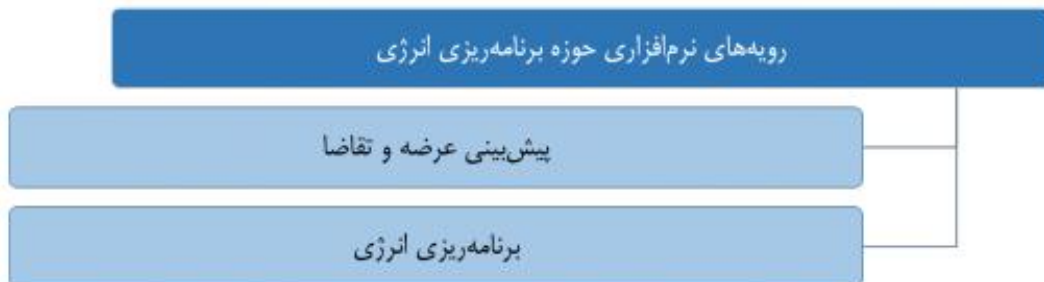 رویه‌های نرم‌افزاری حوزه برنامه‌ریزی انرژی
پیش‌بینی عرضه و تقاضا
برنامه‌ریزی انرژی